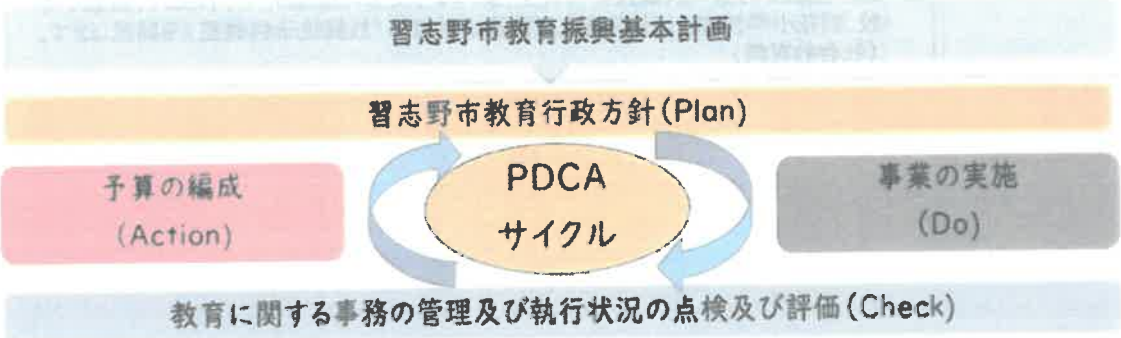 習志野市教育振興基本計画
習志野市教育行政方針(Plan)
予算の編成
(Action)
PDCA
サイクル
事業の実施
(Do)
教育に関する事務の管理及び執行状況の点検及び評価(Check)